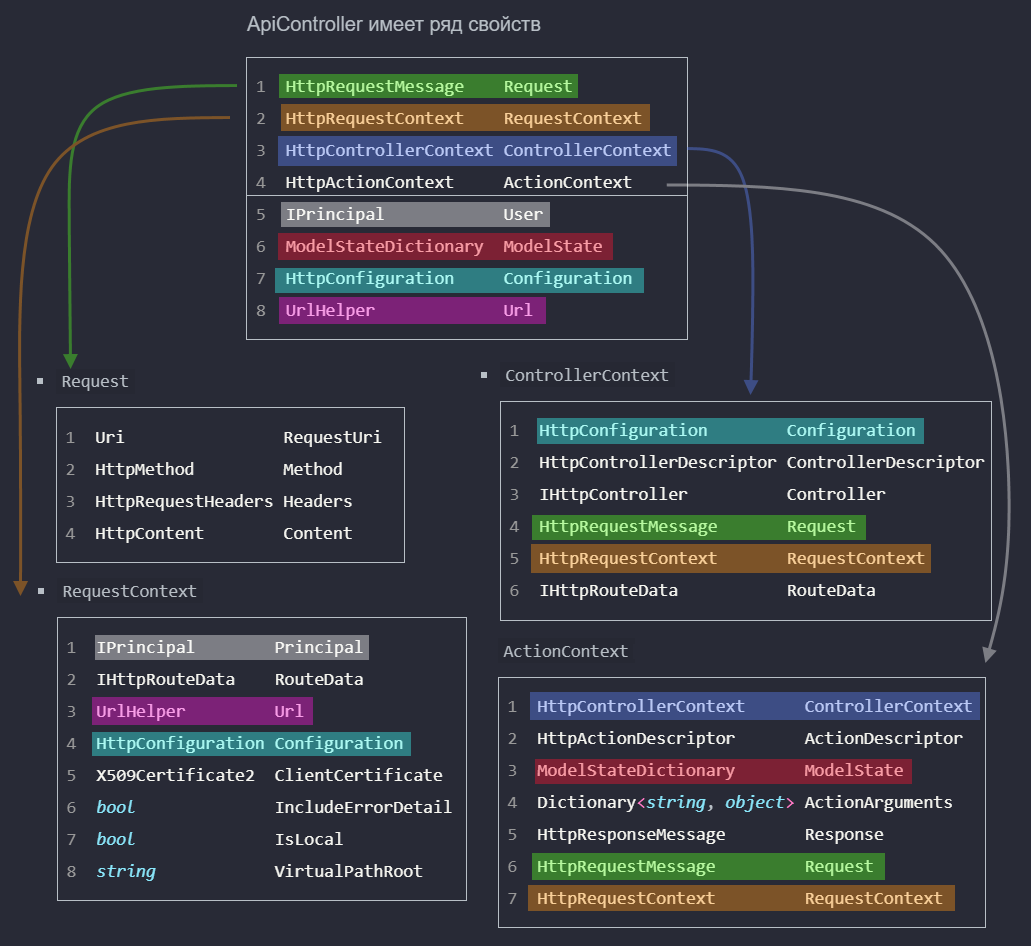 ApiController имеет ряд свойств
1 HttpRequestMessage Request
2 HttpRequestContext RequestContext
3 HttpControllerContext ControllerContext
4 HttpActionContext ActionContext
5 IPrincipal User
6 ModelStateDictionary ModelState
7 HttpConfiguration Configuration
8 UrlHelper Url
Request
1 Uri RequestUri
2 HttpMethod Method
3 HttpRequestHeaders Headers
4 HttpContent Content
RequestContext
1 IPrincipal Principal
2 IHttpRouteData RouteData
3 UrlHelper Url
4 HttpConfiguration Configuration
5 X509Certificate2 ClientCertificate
6 bool IncludeErrorDetail
7 bool IsLocal
8 string VirtualPathRoot
ControllerContext
1 HttpConfiguration Configuration
2 HttpControllerDescriptor ControllerDescriptor
3 IHttpController Controller
4 HttpRequestMessage Request
5 HttpRequestContext RequestContext
6 IHttpRouteData RouteData
ActionContext
1 HttpControllerContext ControllerContext
2 HttpActionDescriptor ActionDescriptor
3 ModelStateDictionary ModelState
4 Dictionary<string, object> ActionArguments
5 HttpResponseMessage Response
6 HttpRequestMessage Request
7 HttpRequestContext RequestContext